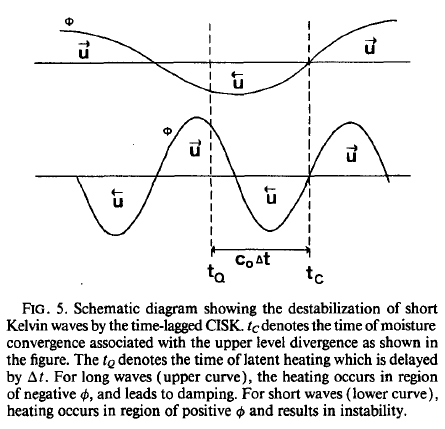 Φ
u⃗
u⃖
u⃗
Φ
u⃗
u⃗
u⃖
u⃖
c₀Δt
t_Q
t_C
FIG. 5. Schematic diagram showing the destabilization of short
Kelvin waves by the time-lagged CISK. t_C denotes the time of moisture
convergence associated with the upper level divergence as shown in
the figure. The t_Q denotes the time of latent heating which is delayed
by Δt. For long waves (upper curve), the heating occurs in region
of negative ϕ, and leads to damping. For short waves (lower curve),
heating occurs in region of positive ϕ and results in instability.